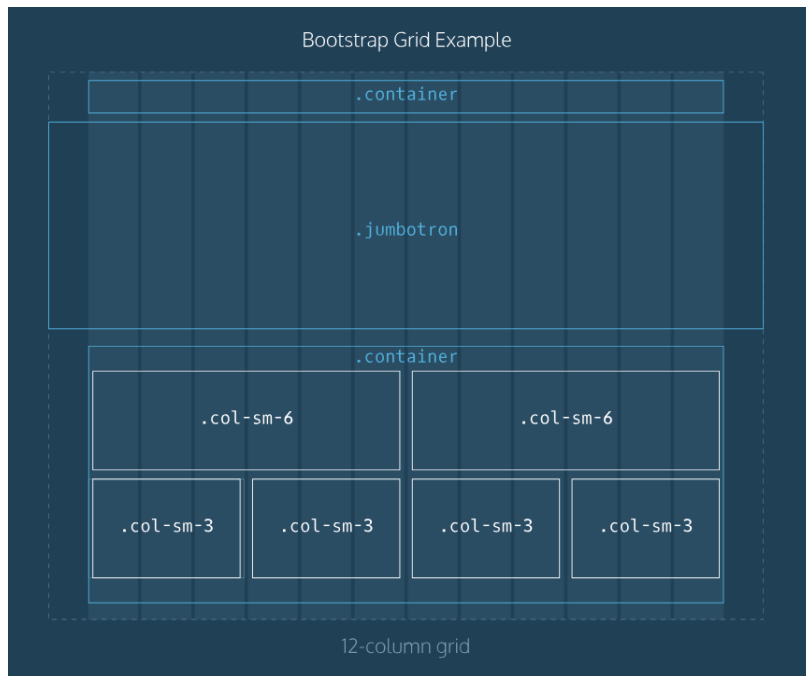 Bootstrap Grid Example
.container
.jumbotron
.container
.col-sm-6 .col-sm-6
.col-sm-3 .col-sm-3 .col-sm-3 .col-sm-3
12-column grid